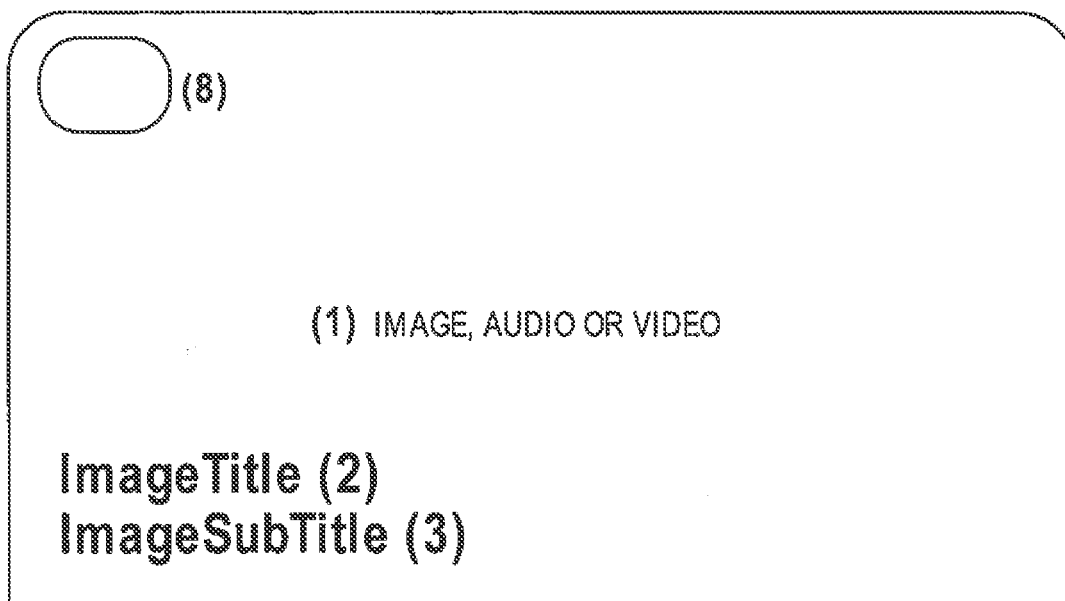 (8)
(1) IMAGE, AUDIO OR VIDEO
ImageTitle (2)
ImageSubTitle (3)